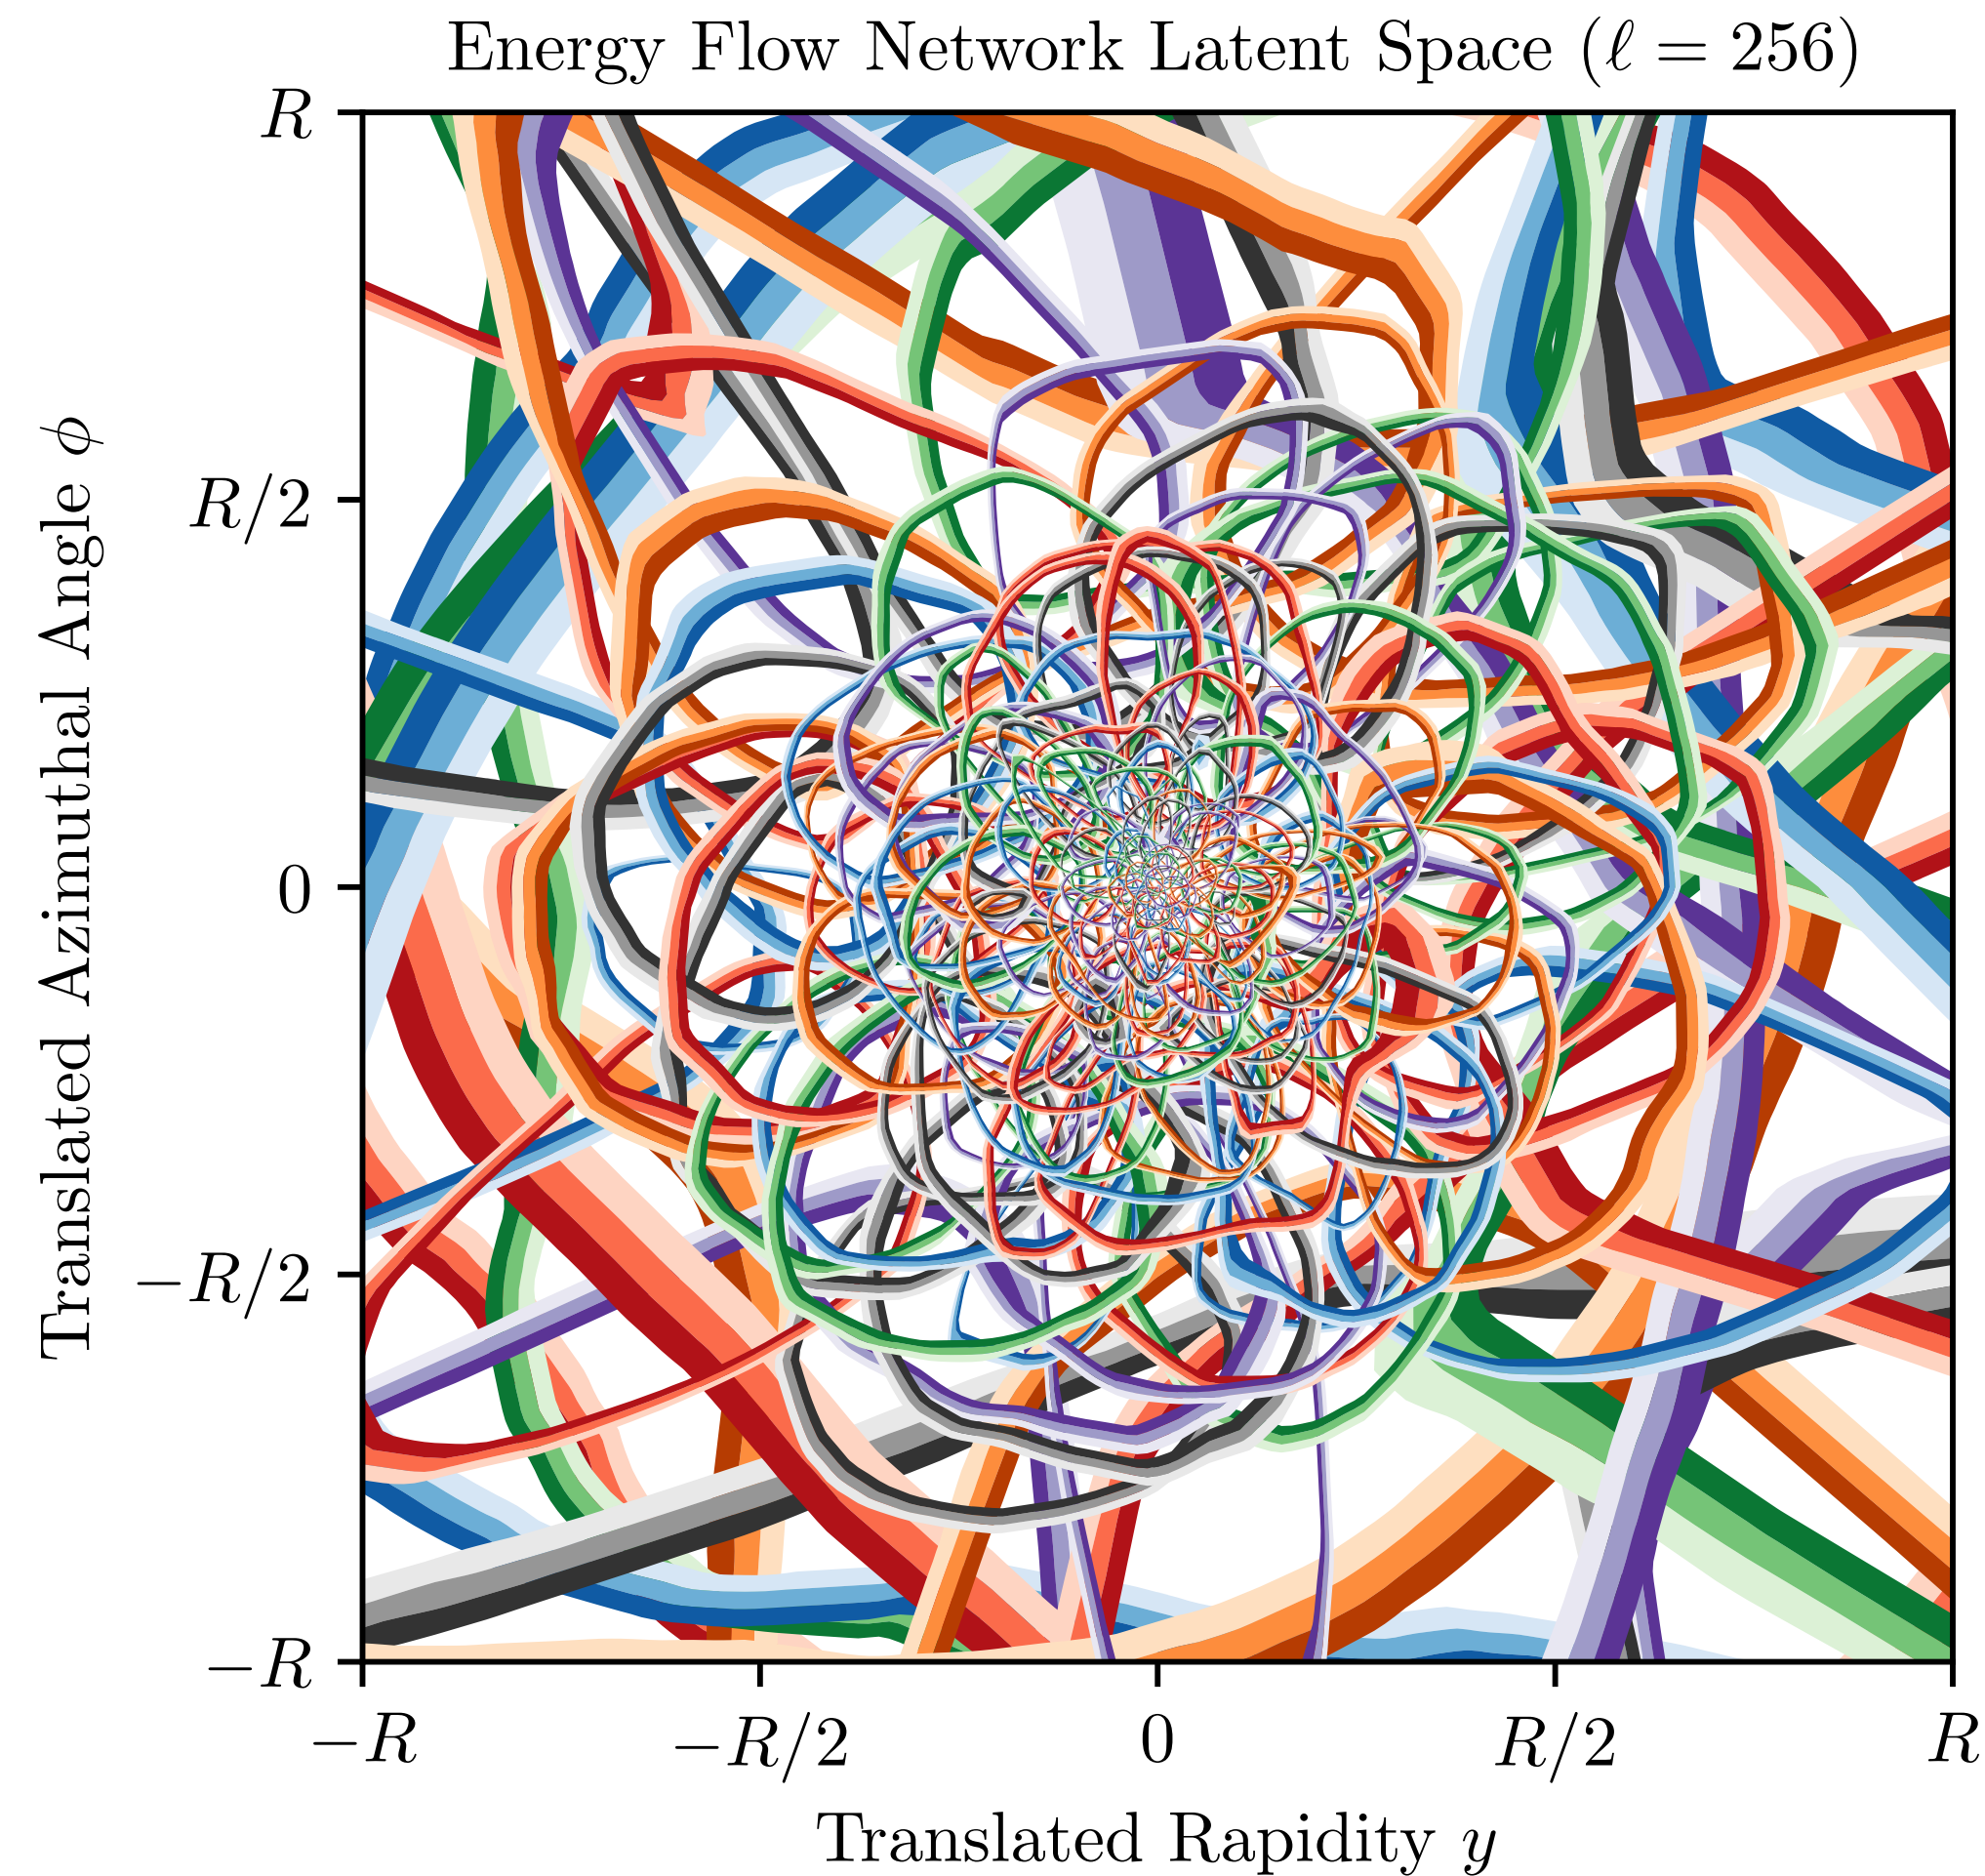 Energy Flow Network Latent Space (ℓ = 256)
R
R/2
0
−R/2
−R
Translated Azimuthal Angle ϕ
−R
−R/2
0
R/2
R
Translated Rapidity y